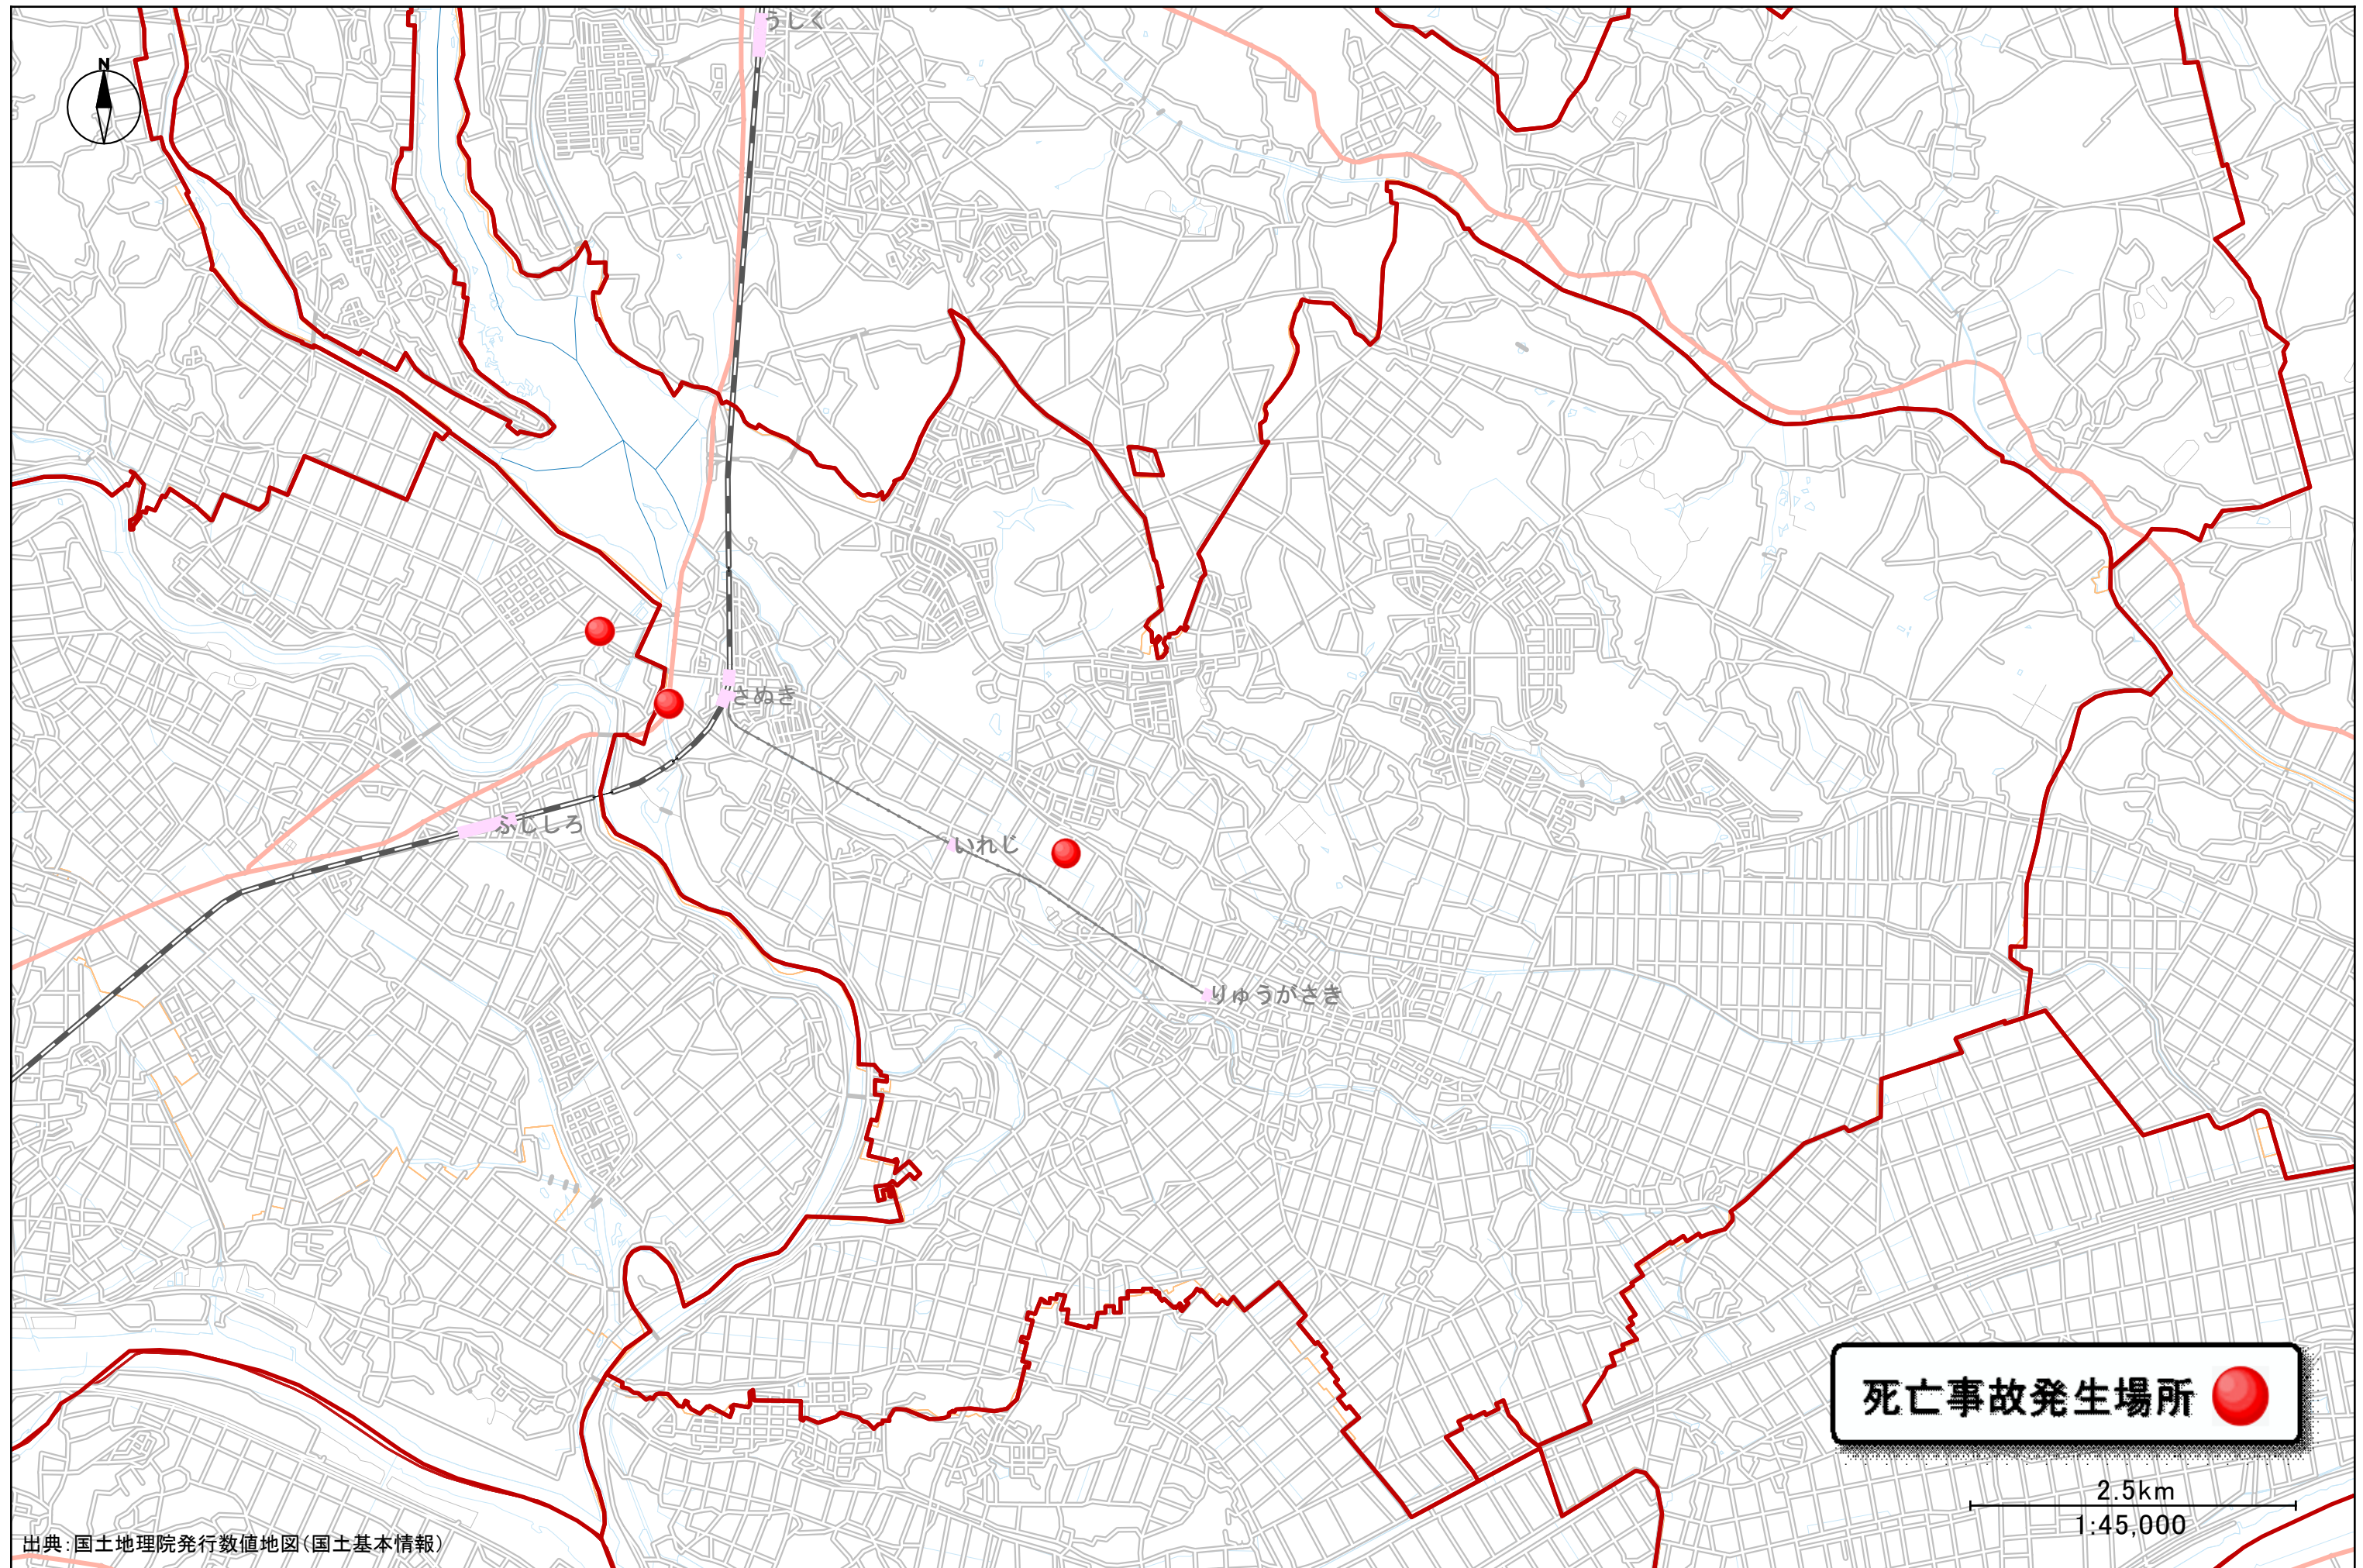 うしく
N
さぬき
ふじしろ
いれじ
りゅうがさき
死亡事故発生場所
2.5km
1:45,000
出典:国土地理院発行数値地図(国土基本情報)